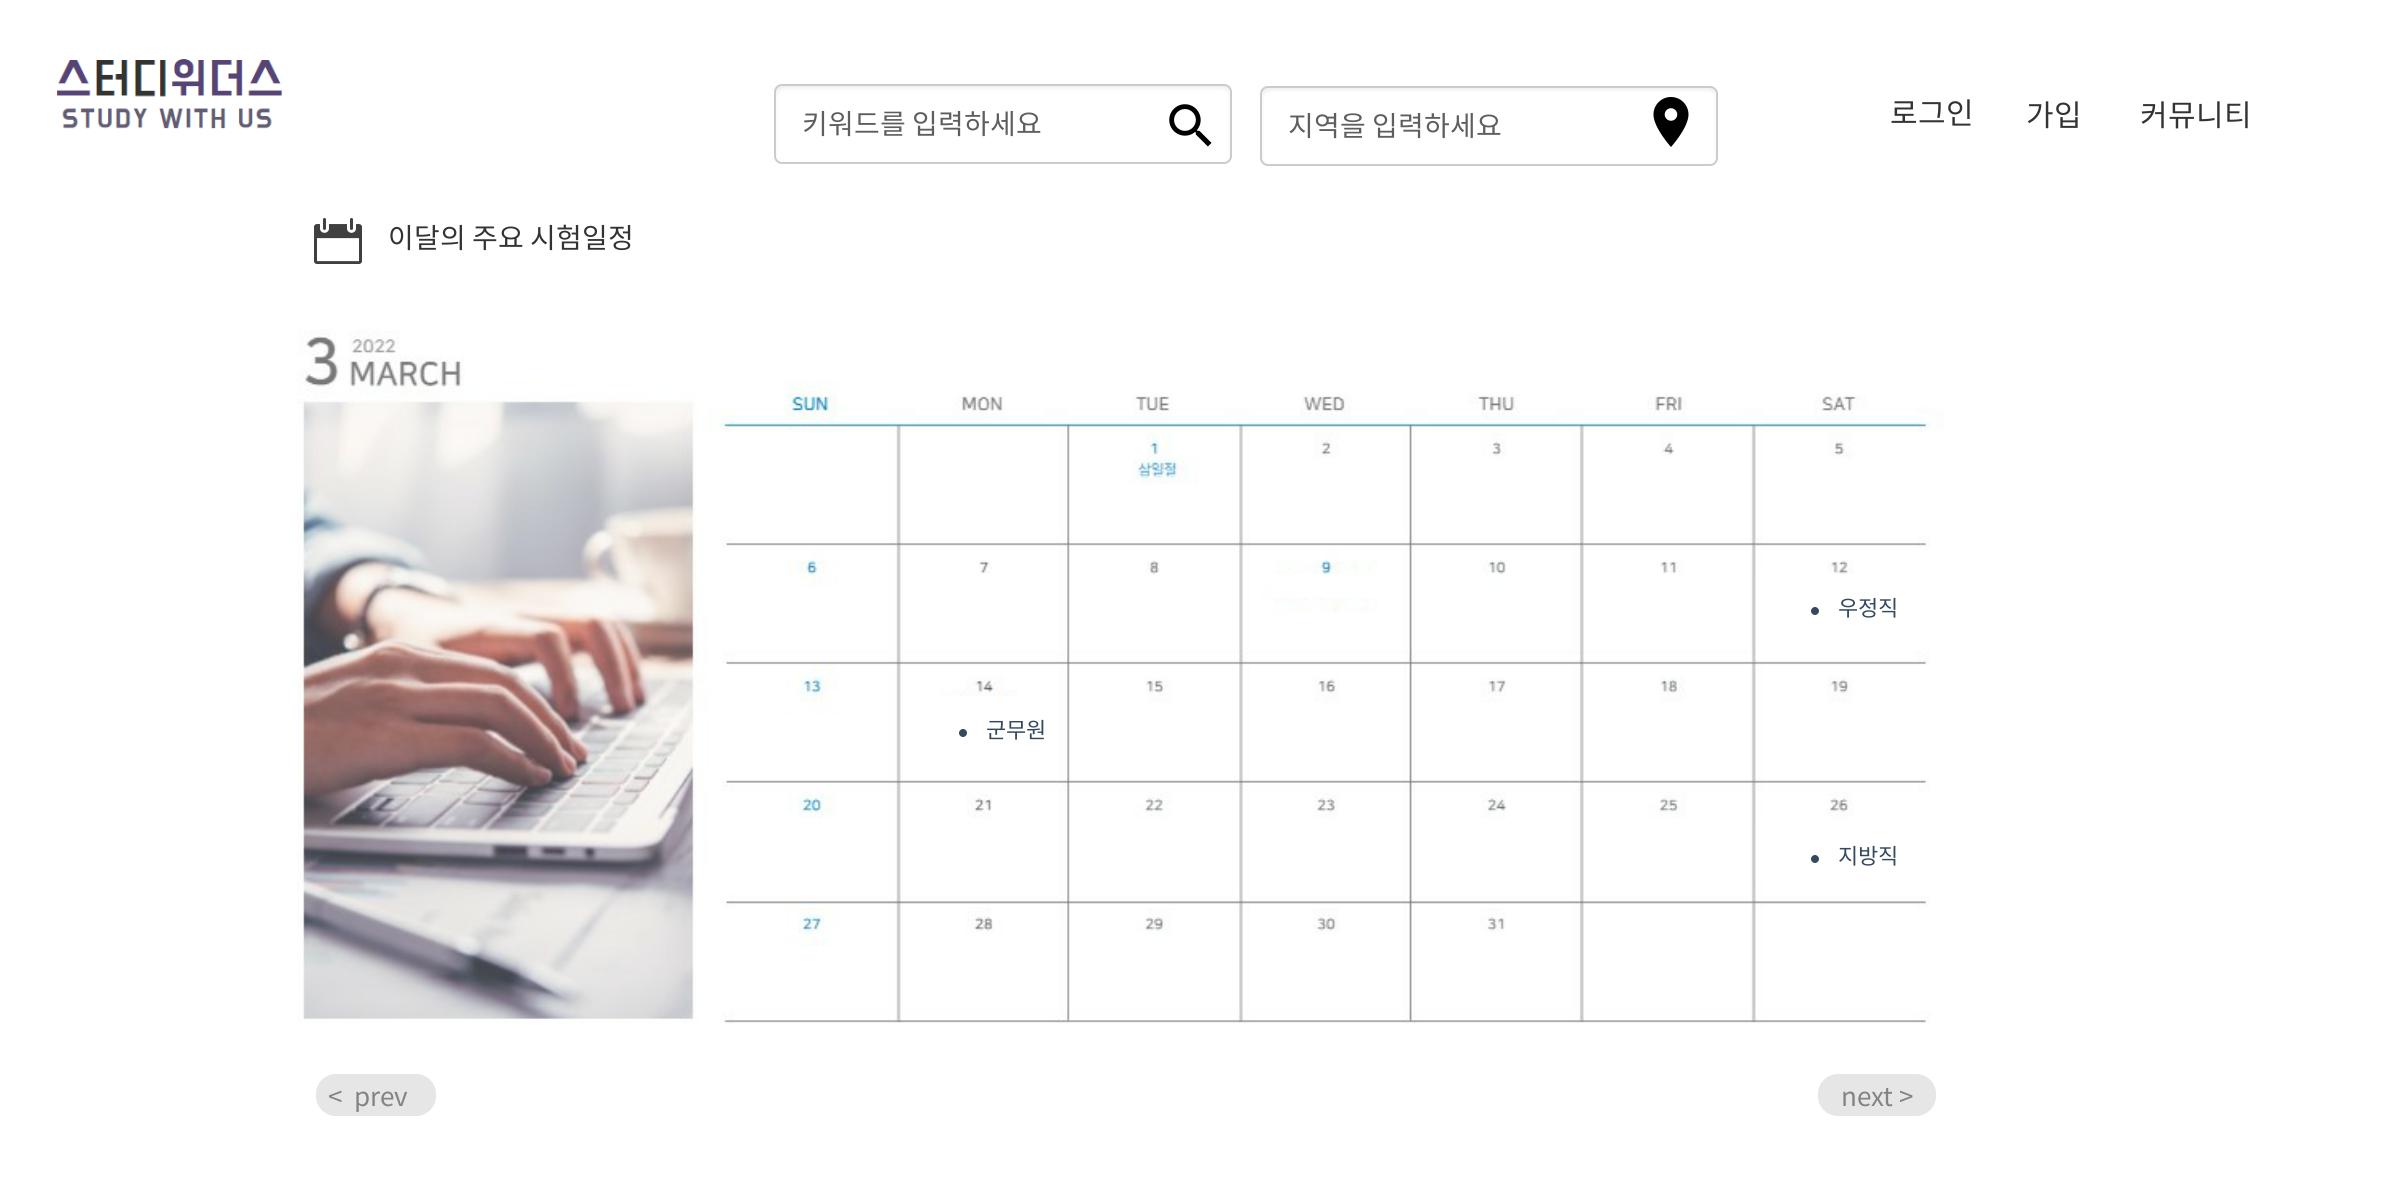 스터디위더스
STUDY WITH US
키워드를 입력하세요
지역을 입력하세요
로그인 가입 커뮤니티
이달의 주요 시험일정
3 2022
MARCH
SUN MON TUE WED THU FRI SAT
1 2 3 4 5
삼일절
6 7 8 9 10 11 12
• 우정직
13 14 15 16 17 18 19
• 군무원
20 21 22 23 24 25 26
• 지방직
27 28 29 30 31
< prev
next >